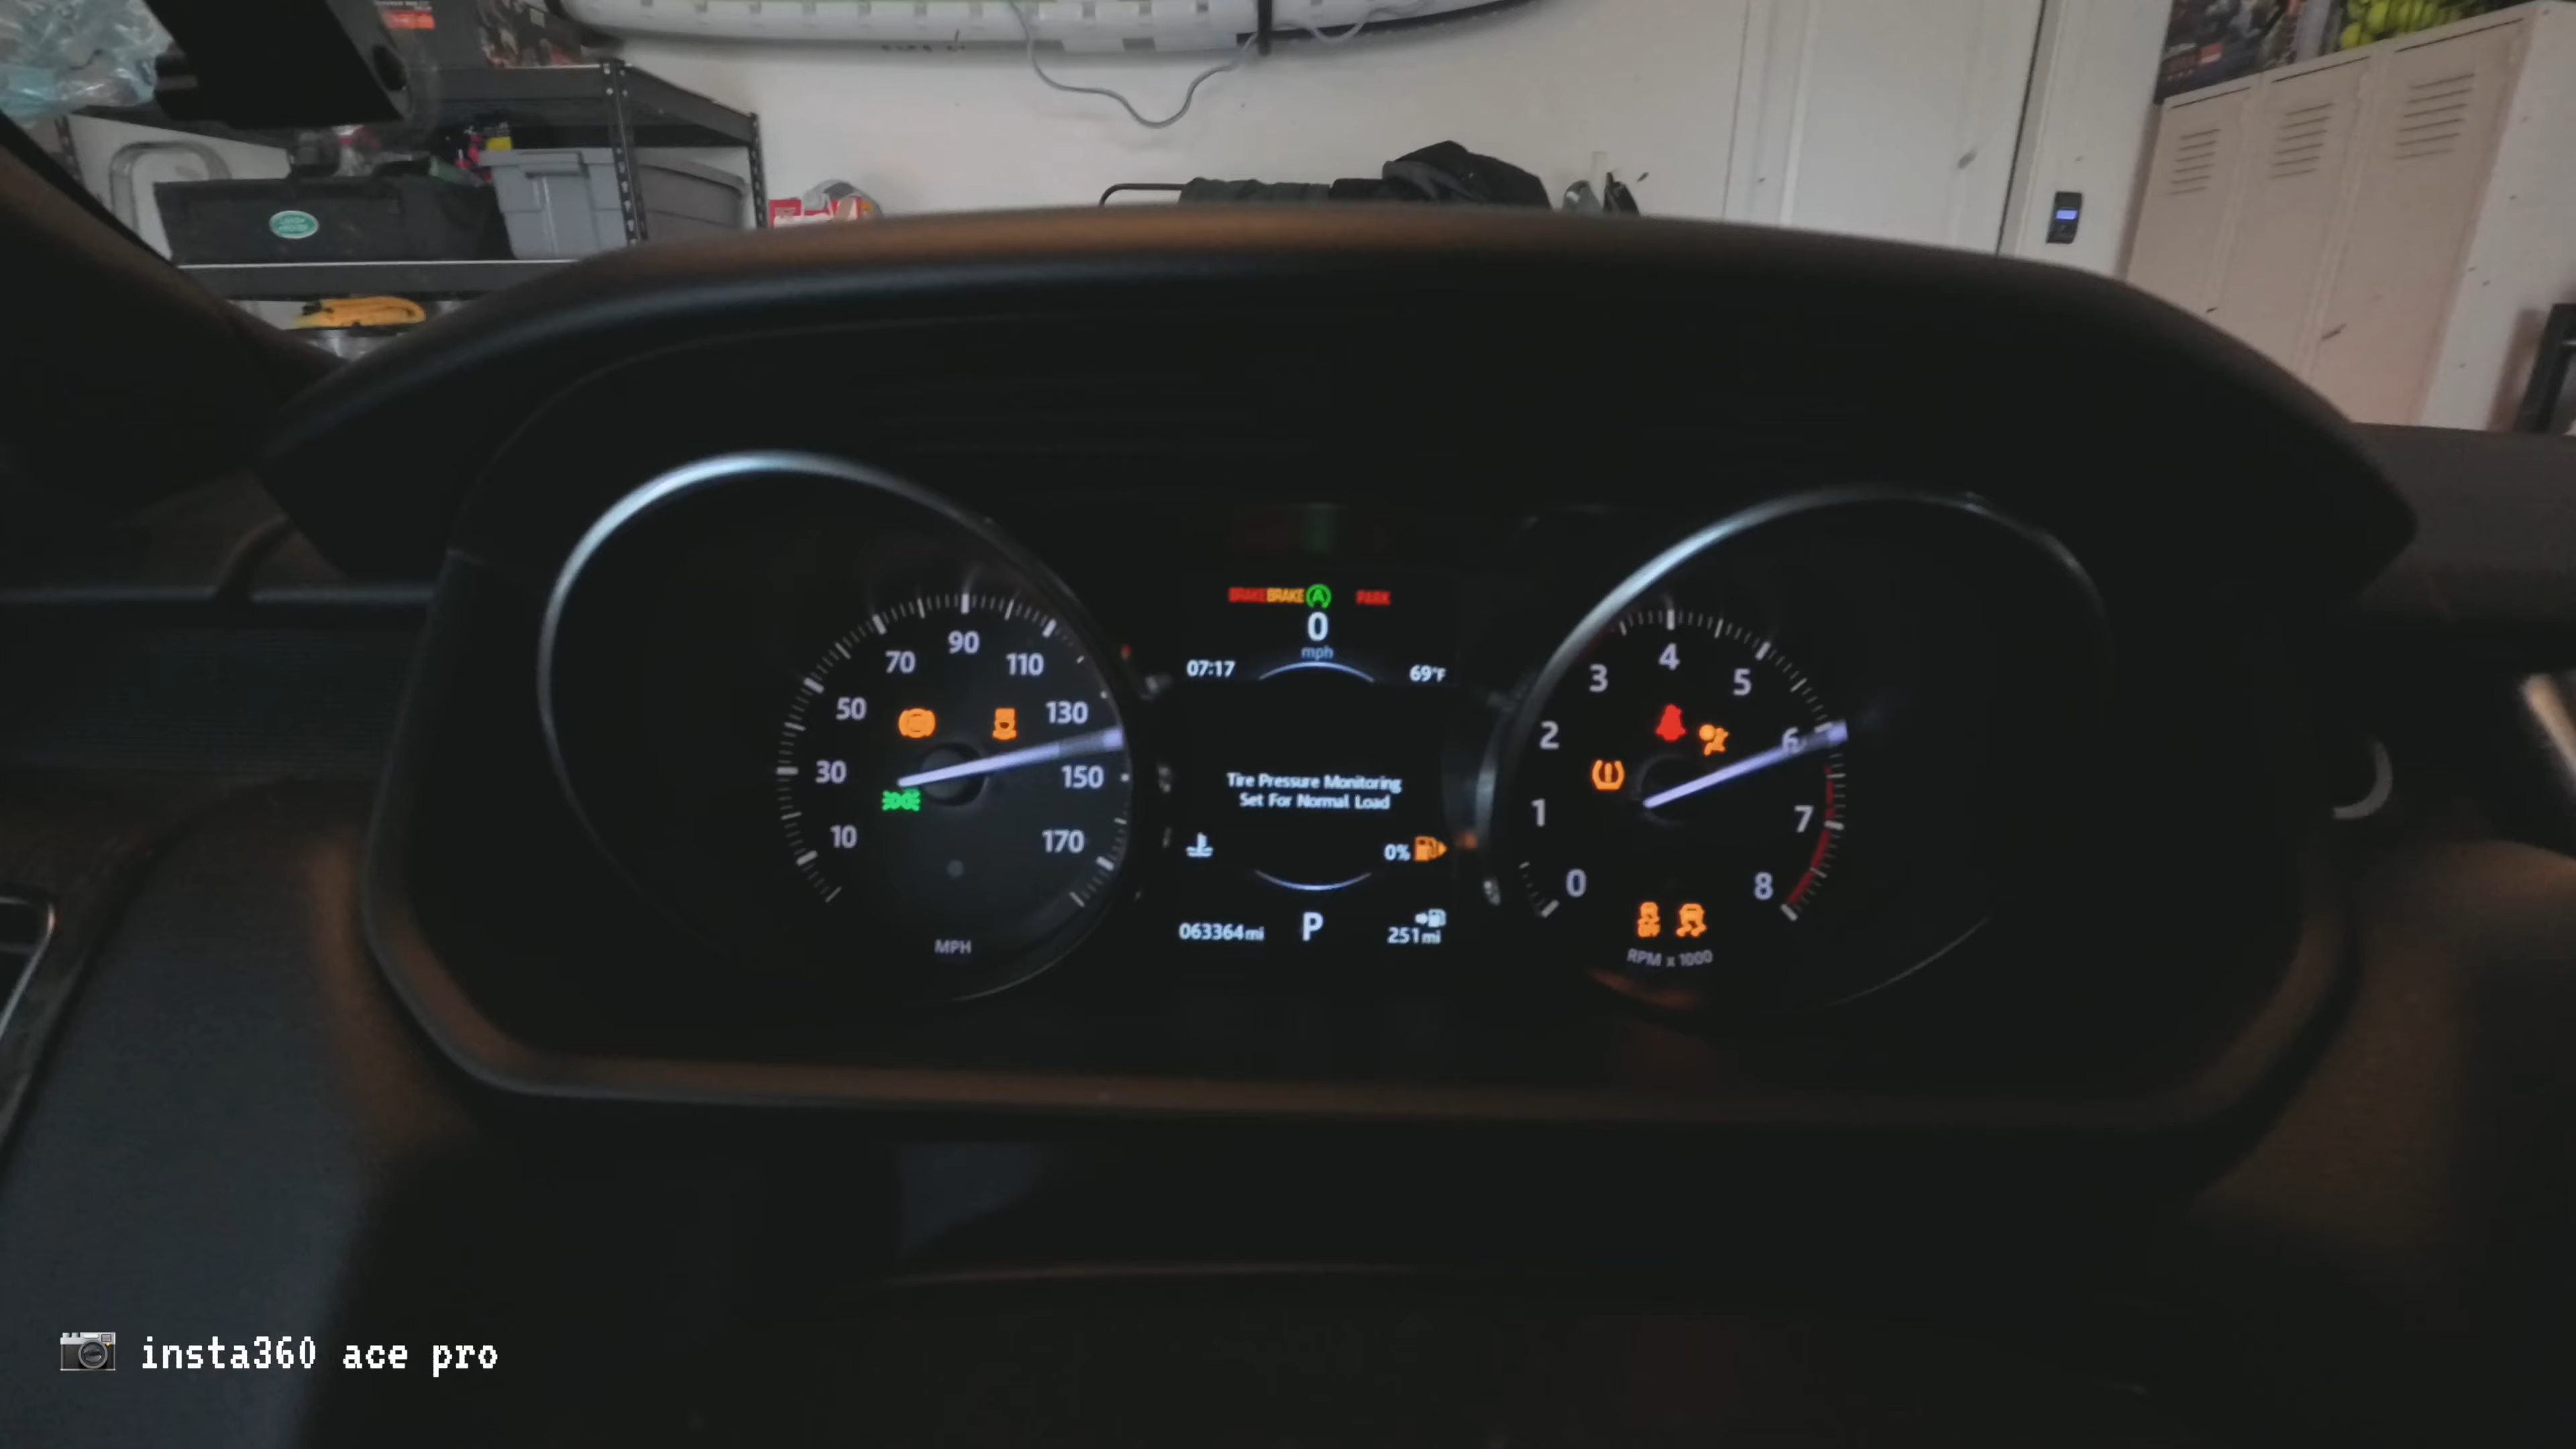 BRAKE BRAKE A PARK
0
mph
07:17 69°F
90
70 110
50 130
30 150
10 170
MPH
Tire Pressure Monitoring
Set For Normal Load
0%
063364mi P 251mi
4
3 5
2 6
1 7
0 8
OFF
RPM x 1000
insta360 ace pro